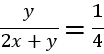 y/(2x + y) = 1/4